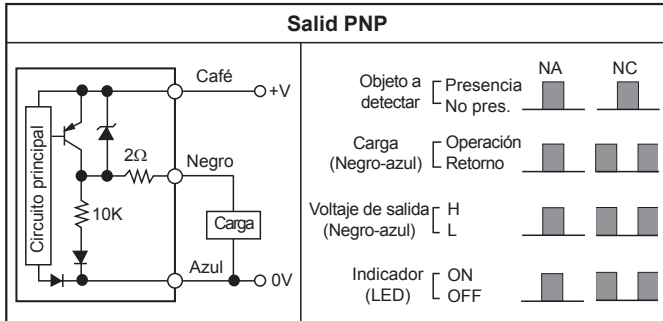 Salid PNP
Café
+V
Circuito principal
2Ω
Negro
10K
Carga
Azul
0V
NA NC
Objeto a detectar
Presencia
No pres.
Carga
(Negro-azul)
Operación
Retorno
Voltaje de salida
(Negro-azul)
H
L
Indicador
(LED)
ON
OFF